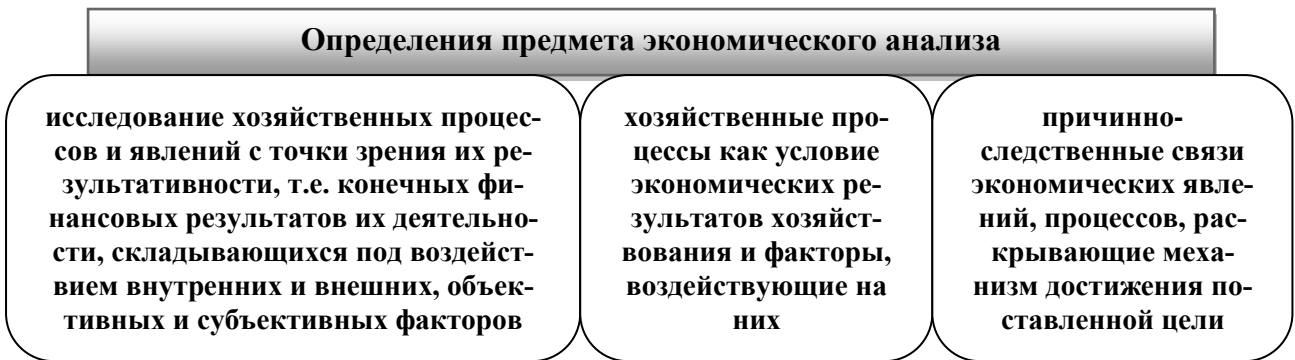 Определения предмета экономического анализа
исследование хозяйственных процес-
сов и явлений с точки зрения их ре-
зультативности, т.е. конечных фи-
нансовых результатов их деятельно-
сти, складывающихся под воздейст-
вием внутренних и внешних, объек-
тивных и субъективных факторов
хозяйственные про-
цессы как условие
экономических ре-
зультатов хозяйст-
вования и факторы,
воздействующие на
них
причинно-
следственные связи
экономических явле-
ний, процессов, рас-
крывающие меха-
низм достижения по-
ставленной цели